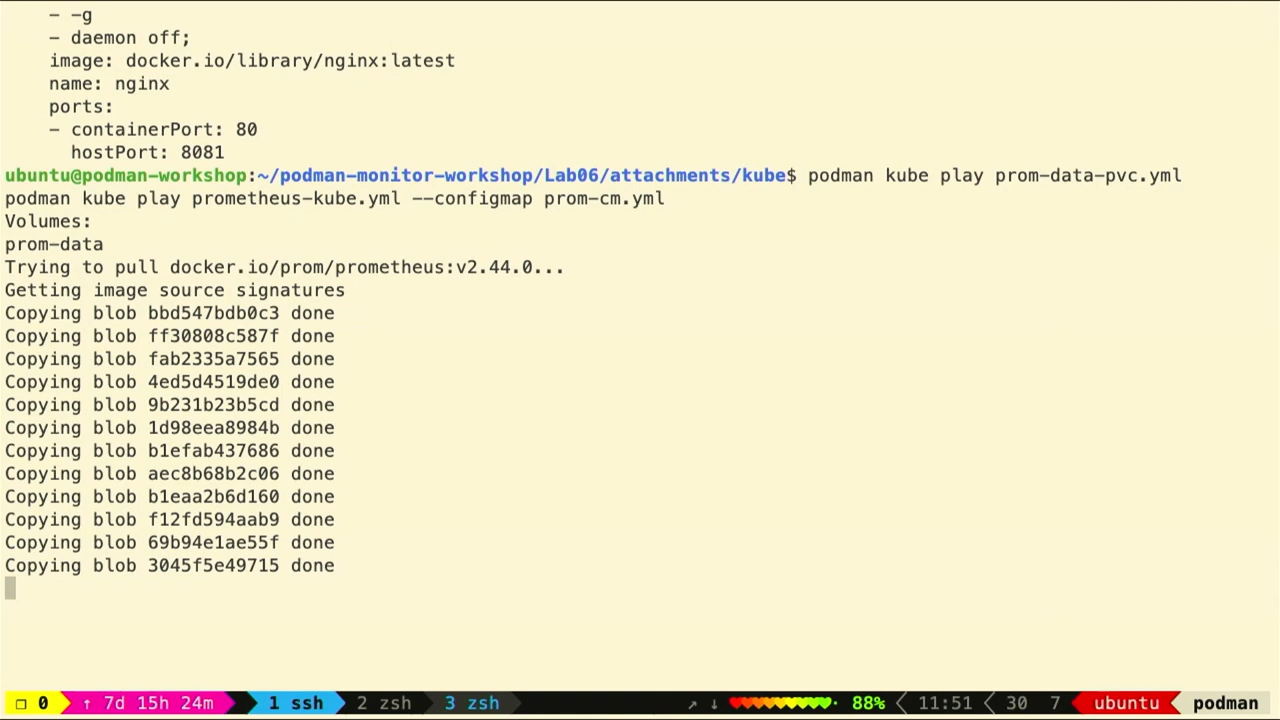 - -g
- daemon off;
image: docker.io/library/nginx:latest
name: nginx
ports:
- containerPort: 80
hostPort: 8081
ubuntu@podman-workshop:~/podman-monitor-workshop/Lab06/attachments/kube$ podman kube play prom-data-pvc.yml
podman kube play prometheus-kube.yml --configmap prom-cm.yml
Volumes:
prom-data
Trying to pull docker.io/prom/prometheus:v2.44.0...
Getting image source signatures
Copying blob bbd547bdb0c3 done
Copying blob ff30808c587f done
Copying blob fab2335a7565 done
Copying blob 4ed5d4519de0 done
Copying blob 9b231b23b5cd done
Copying blob 1d98eea8984b done
Copying blob b1efab437686 done
Copying blob aec8b68b2c06 done
Copying blob b1eaa2b6d160 done
Copying blob f12fd594aab9 done
Copying blob 69b94e1ae55f done
Copying blob 3045f5e49715 done
❐ 0 ↑ 7d 15h 24m 1 ssh 2 zsh 3 zsh ↗ ↓ ♥♥♥♥♥♥♥♥♥· 88% 11:51 30 7 ubuntu podman